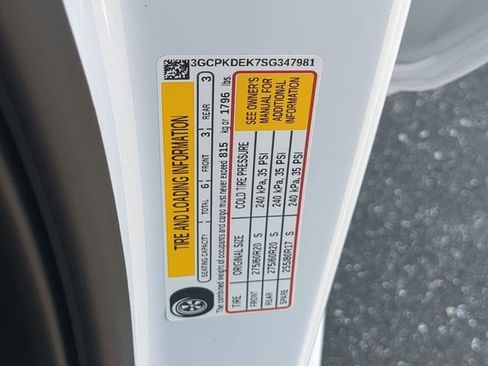 3GCPKDEK7SG347981
TIRE AND LOADING INFORMATION
SEATING CAPACITY TOTAL 6 FRONT 3 REAR 3
The combined weight of occupants and cargo must never exceed 815 kg or 1796 lbs.
TIRE ORIGINAL SIZE COLD TIRE PRESSURE
FRONT 275/60R20 S 240 kPa, 35 PSI
REAR 275/60R20 S 240 kPa, 35 PSI
SPARE 255/80R17 S 240 kPa, 35 PSI
SEE OWNER'S
MANUAL FOR
ADDITIONAL
INFORMATION